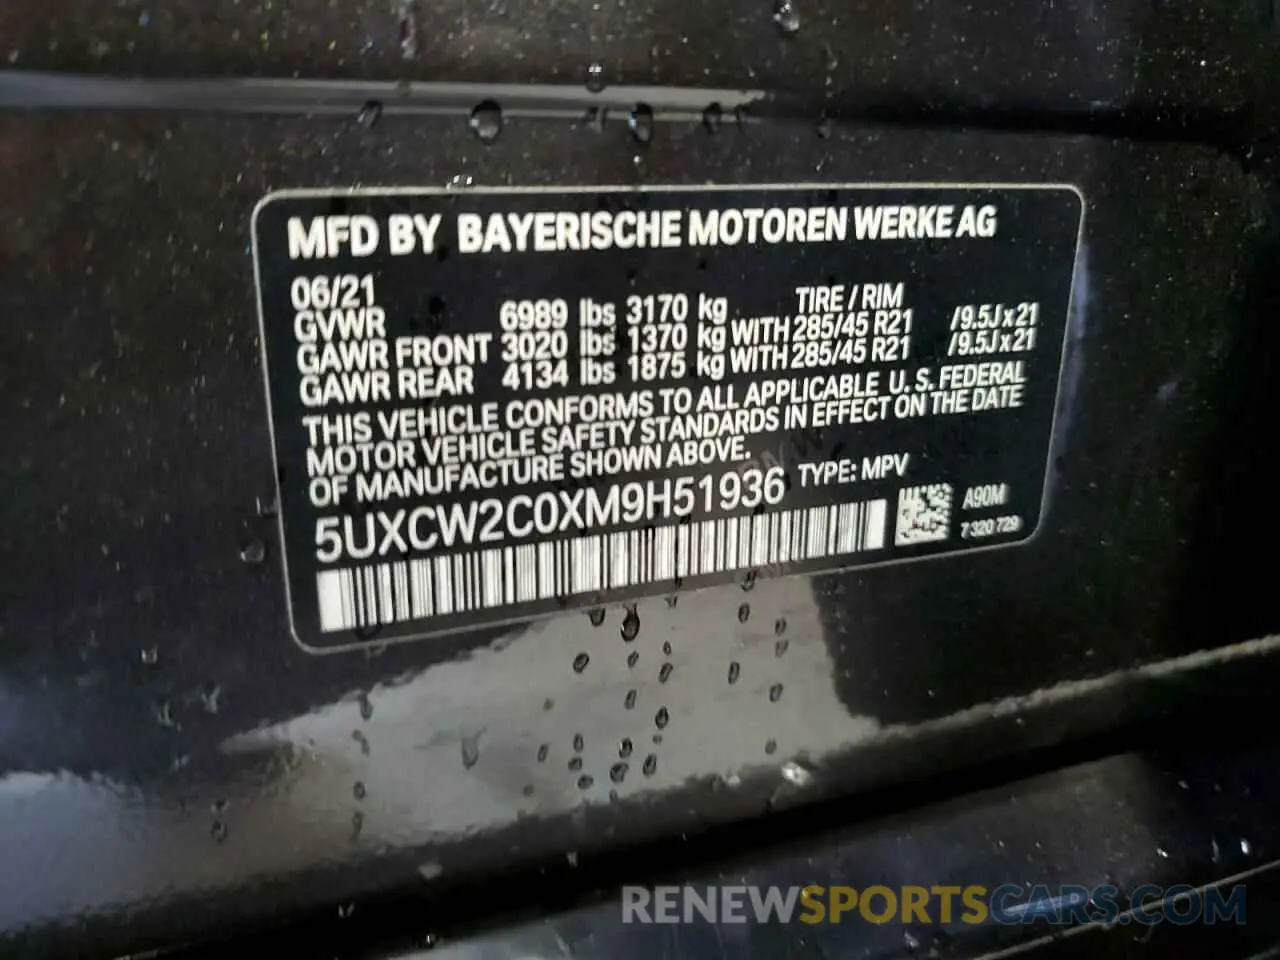 MFD BY BAYERISCHE MOTOREN WERKE AG
06/21 TIRE / RIM
GVWR 6989 lbs 3170 kg
GAWR FRONT 3020 lbs 1370 kg WITH 285/45 R21 /9.5Jx21
GAWR REAR 4134 lbs 1875 kg WITH 285/45 R21 /9.5Jx21
THIS VEHICLE CONFORMS TO ALL APPLICABLE U.S. FEDERAL
MOTOR VEHICLE SAFETY STANDARDS IN EFFECT ON THE DATE
OF MANUFACTURE SHOWN ABOVE.
5UXCW2C0XM9H51936 TYPE: MPV
A90M
7 320 729
RENEWSPORTSCARS.COM